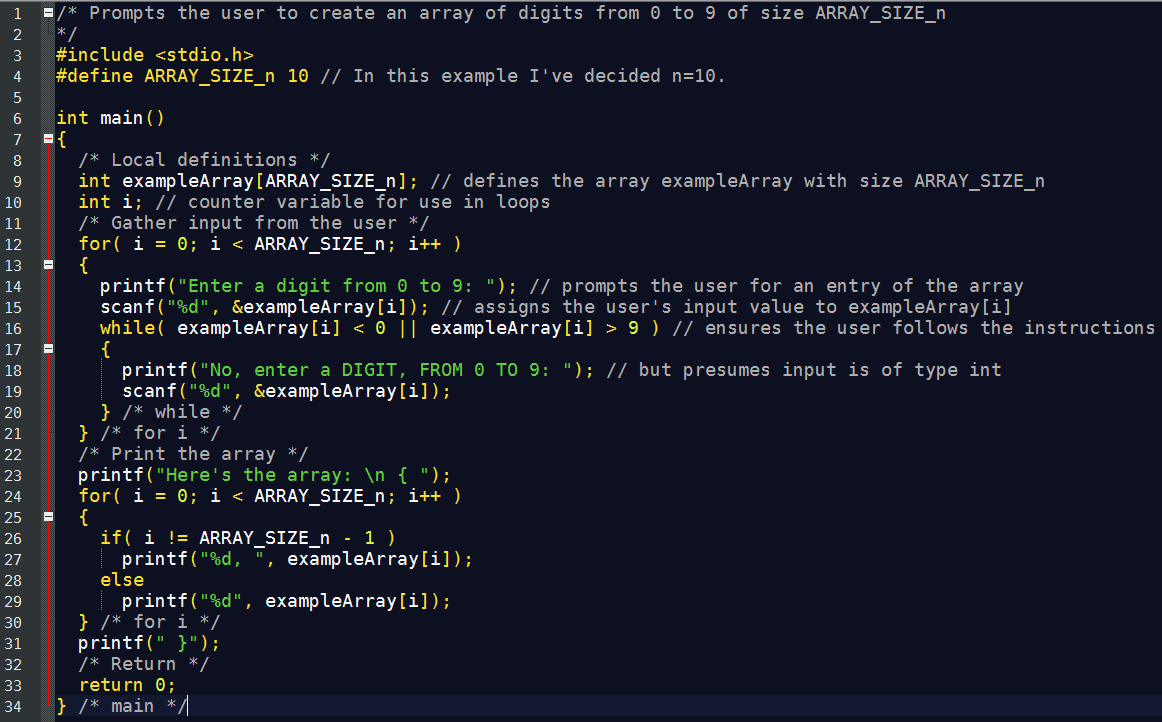 1 /* Prompts the user to create an array of digits from 0 to 9 of size ARRAY_SIZE_n
2 */
3 #include <stdio.h>
4 #define ARRAY_SIZE_n 10 // In this example I've decided n=10.
5
6 int main()
7 {
8   /* Local definitions */
9   int exampleArray[ARRAY_SIZE_n]; // defines the array exampleArray with size ARRAY_SIZE_n
10   int i; // counter variable for use in loops
11   /* Gather input from the user */
12   for( i = 0; i < ARRAY_SIZE_n; i++ )
13   {
14     printf("Enter a digit from 0 to 9: "); // prompts the user for an entry of the array
15     scanf("%d", &exampleArray[i]); // assigns the user's input value to exampleArray[i]
16     while( exampleArray[i] < 0 || exampleArray[i] > 9 ) // ensures the user follows the instructions
17     {
18       printf("No, enter a DIGIT, FROM 0 TO 9: "); // but presumes input is of type int
19       scanf("%d", &exampleArray[i]);
20     } /* while */
21   } /* for i */
22   /* Print the array */
23   printf("Here's the array: \n { ");
24   for( i = 0; i < ARRAY_SIZE_n; i++ )
25   {
26     if( i != ARRAY_SIZE_n - 1 )
27       printf("%d, ", exampleArray[i]);
28     else
29       printf("%d", exampleArray[i]);
30   } /* for i */
31   printf(" }");
32   /* Return */
33   return 0;
34 } /* main */